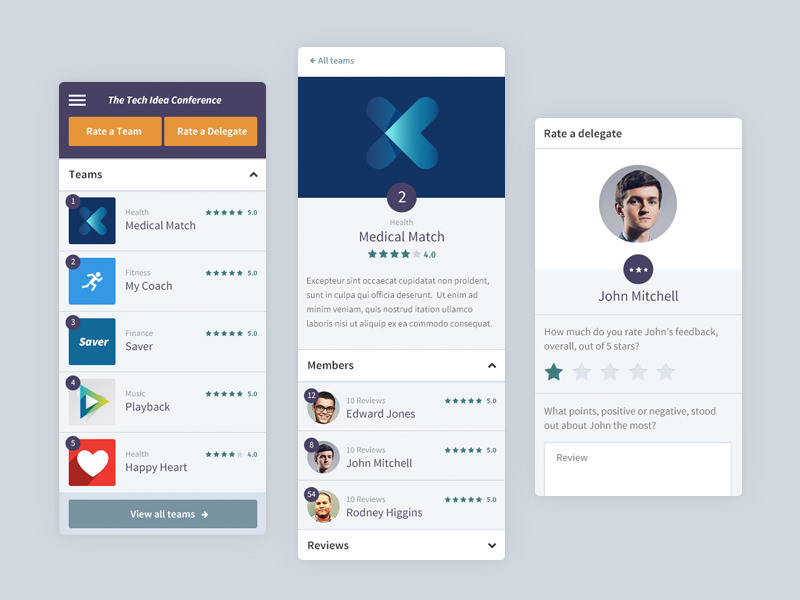 The Tech Idea Conference
Rate a Team
Rate a Delegate
Teams
1
Health
5.0
Medical Match
2
Fitness
5.0
My Coach
3
Saver
Finance
5.0
Saver
4
Music
5.0
Playback
5
Health
4.0
Happy Heart
View all teams →
← All teams
2
Health
Medical Match
4.0
Excepteur sint occaecat cupidatat non proident,
sunt in culpa qui officia deserunt. Ut enim ad
minim veniam, quis nostrud itation ullamco
laboris nisi ut aliquip ex ea commodo consequat.
Members
12
10 Reviews
5.0
Edward Jones
8
10 Reviews
5.0
John Mitchell
54
10 Reviews
5.0
Rodney Higgins
Reviews
Rate a delegate
John Mitchell
How much do you rate John's feedback,
overall, out of 5 stars?
What points, positive or negative, stood
out about John the most?
Review